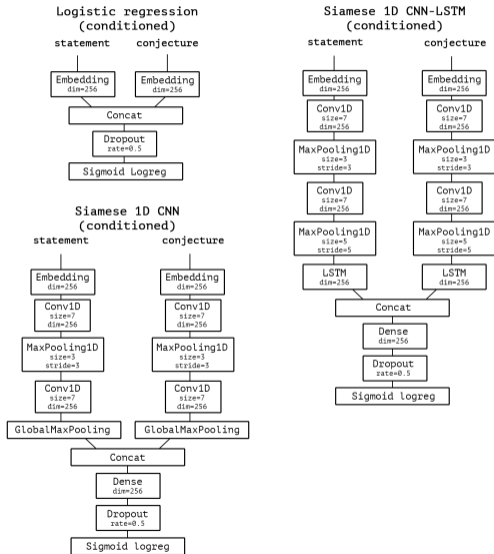 Logistic regression
(conditioned)
statement conjecture
Embedding Embedding
dim=256 dim=256
Concat
Dropout
rate=0.5
Sigmoid Logreg
Siamese 1D CNN
(conditioned)
statement conjecture
Embedding Embedding
dim=256 dim=256
Conv1D Conv1D
size=7 size=7
dim=256 dim=256
MaxPooling1D MaxPooling1D
size=3 size=3
stride=3 stride=3
Conv1D Conv1D
size=7 size=7
dim=256 dim=256
GlobalMaxPooling GlobalMaxPooling
Concat
Dense
dim=256
Dropout
rate=0.5
Sigmoid logreg
Siamese 1D CNN-LSTM
(conditioned)
statement conjecture
Embedding Embedding
dim=256 dim=256
Conv1D Conv1D
size=7 size=7
dim=256 dim=256
MaxPooling1D MaxPooling1D
size=3 size=3
stride=3 stride=3
Conv1D Conv1D
size=7 size=7
dim=256 dim=256
MaxPooling1D MaxPooling1D
size=5 size=5
stride=5 stride=5
LSTM LSTM
dim=256 dim=256
Concat
Dense
dim=256
Dropout
rate=0.5
Sigmoid logreg